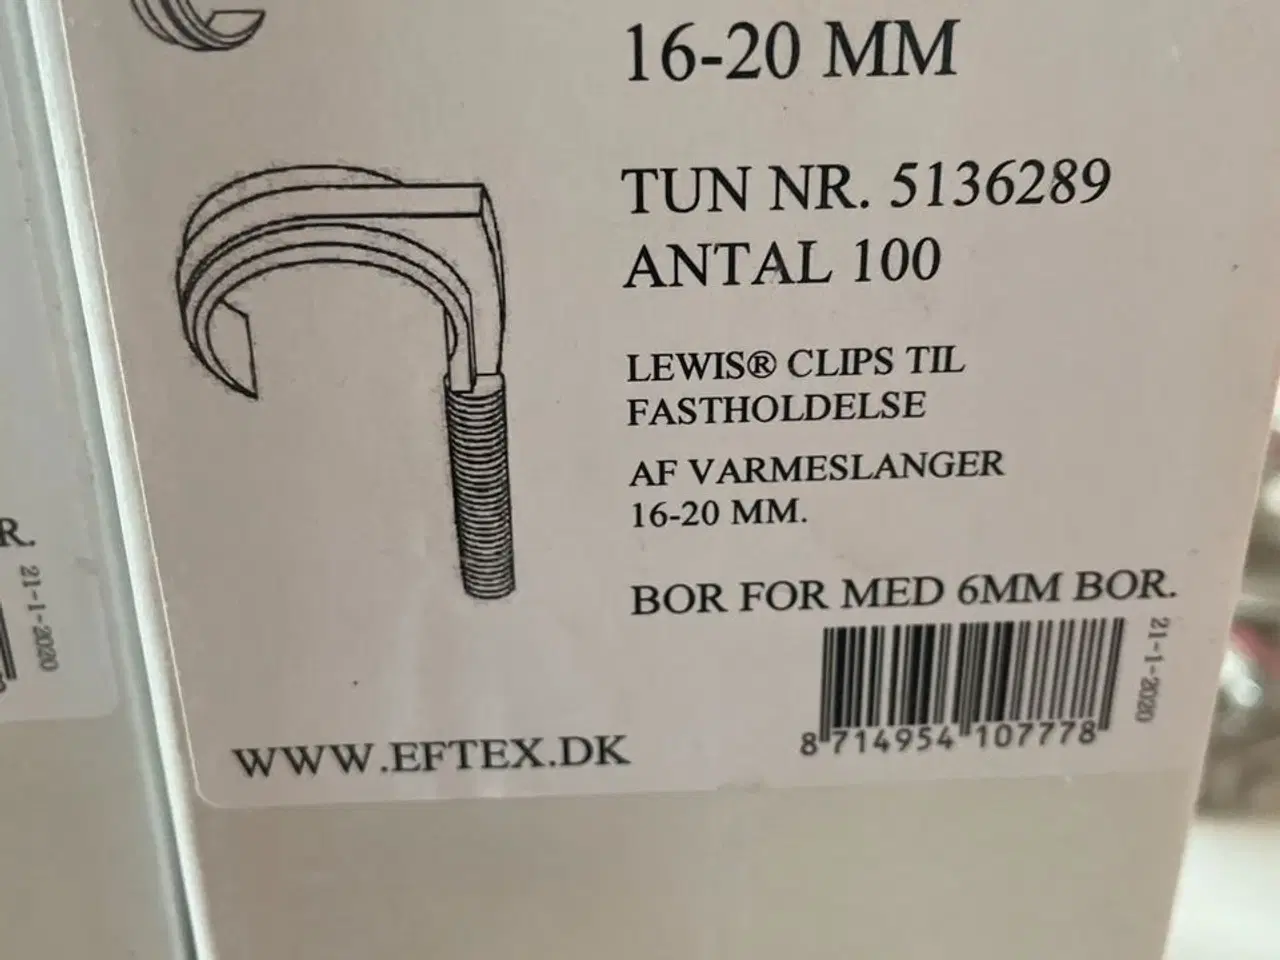 16-20 MM
TUN NR. 5136289
ANTAL 100
LEWIS® CLIPS TIL
FASTHOLDELSE
AF VARMESLANGER
16-20 MM.
BOR FOR MED 6MM BOR.
21-1-2020
8 714954 107778
WWW.EFTEX.DK
R.
21-1-2020